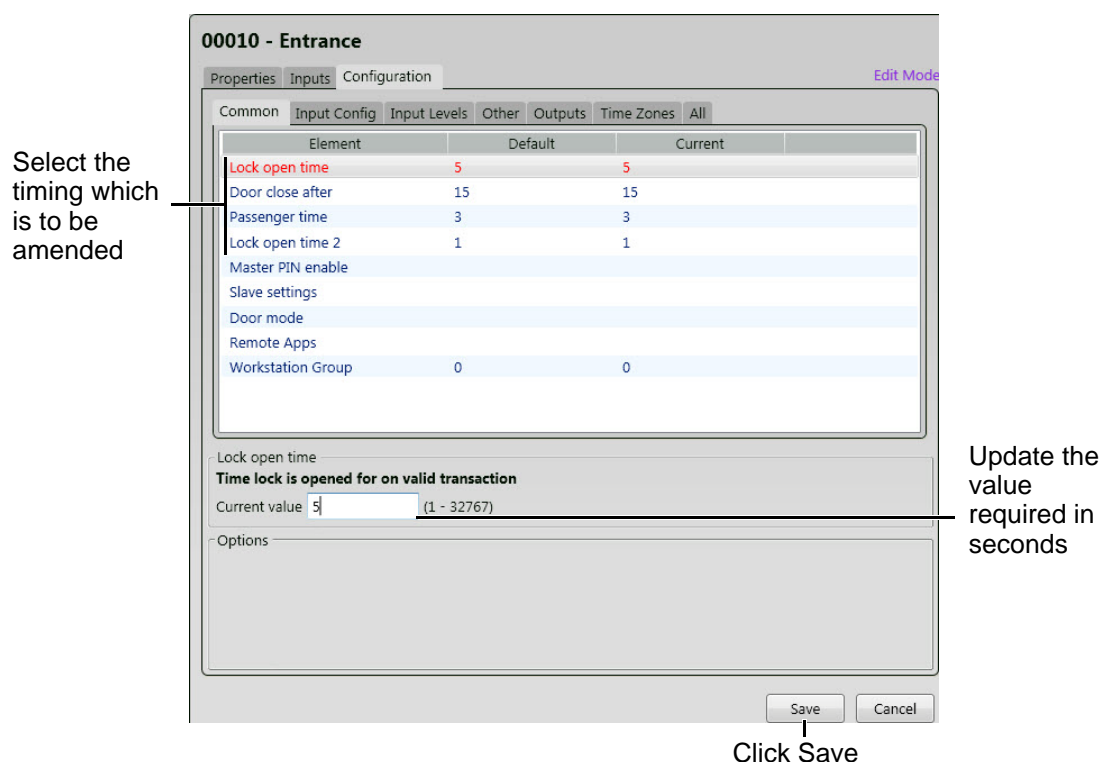 00010 - Entrance
Properties Inputs Configuration Edit Mode
Common Input Config Input Levels Other Outputs Time Zones All
Element Default Current
Lock open time 5 5
Door close after 15 15
Passenger time 3 3
Lock open time 2 1 1
Master PIN enable
Slave settings
Door mode
Remote Apps
Workstation Group 0 0
Select the
timing which
is to be
amended
Lock open time
Time lock is opened for on valid transaction
Current value 5 (1 - 32767)
Update the
value
required in
seconds
Options
Save Cancel
Click Save